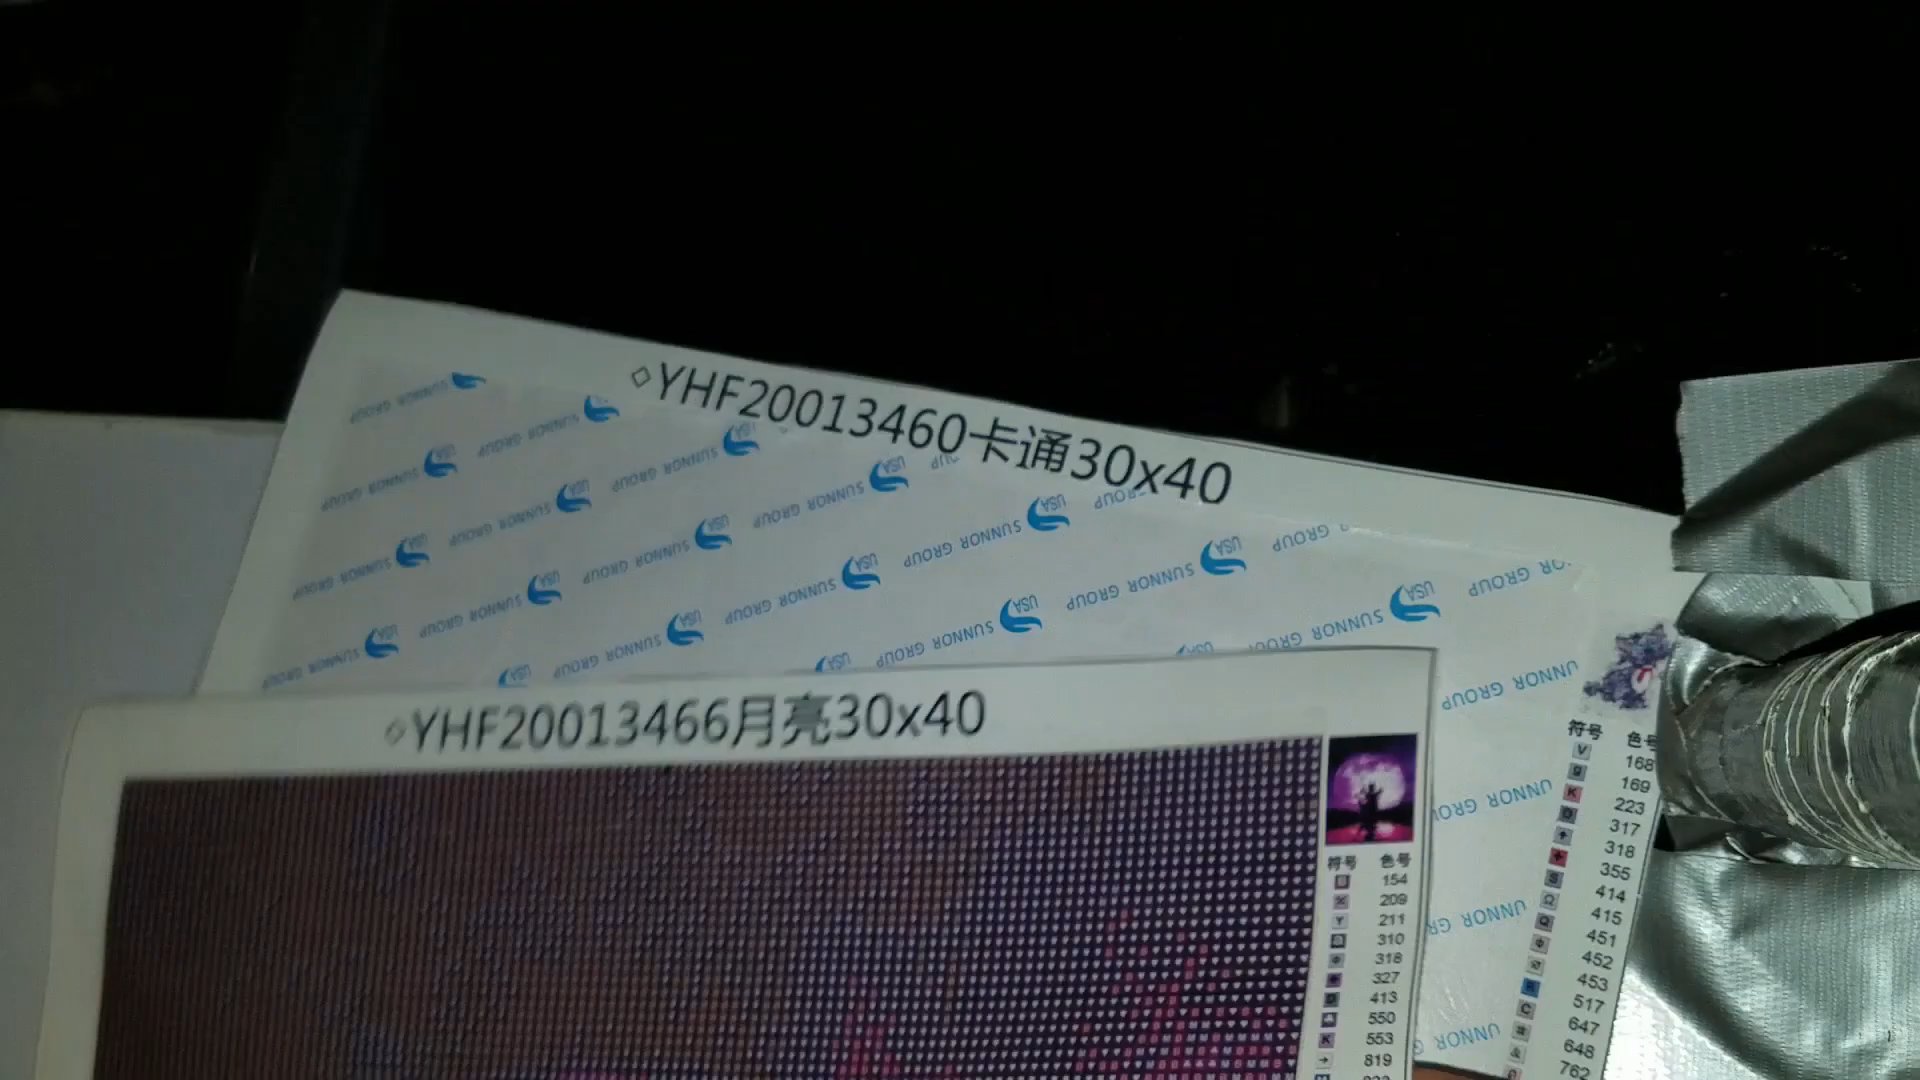 ◇YHF20013460卡通30x40
SUNNOR GROUP USA
◇YHF20013466月亮30x40
符号 色号
V 168
9 169
K 223
317
318
355
S 414
Ω 415
Q 451
Φ 452
453
R 517
C 647
# 648
& 762
符号 色号
154
209
Y 211
310
318
327
413
550
K 553
→ 819